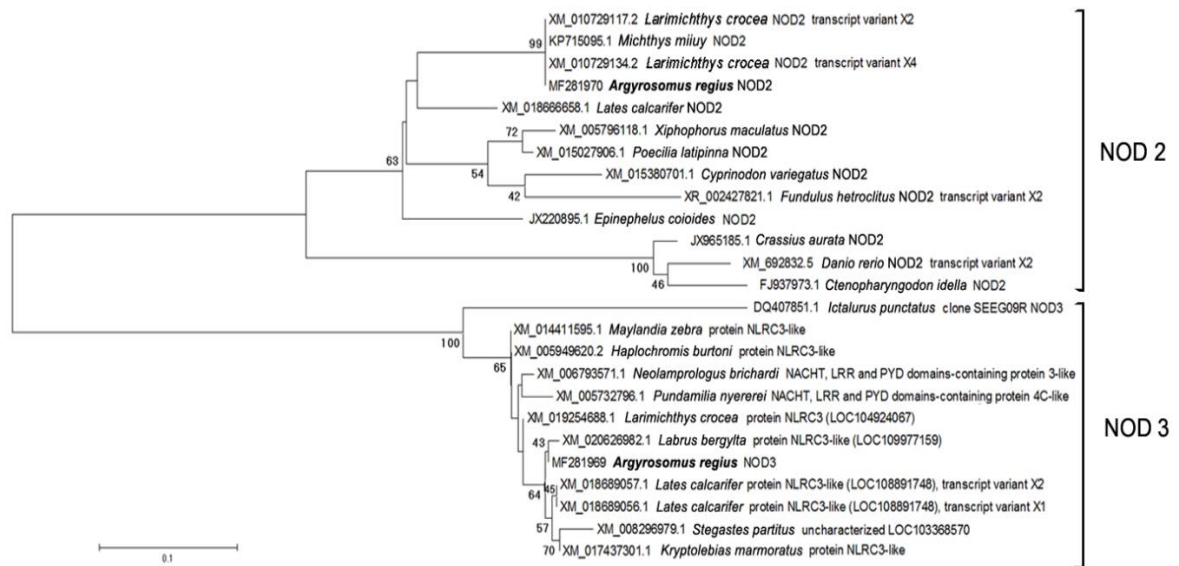 XM_010729117.2 Larimichthys crocea NOD2 transcript variant X2
99
KP715095.1 Michthys miiuy NOD2
XM_010729134.2 Larimichthys crocea NOD2 transcript variant X4
MF281970 Argyrosomus regius NOD2
XM_018666658.1 Lates calcarifer NOD2
72
XM_005796118.1 Xiphophorus maculatus NOD2
XM_015027906.1 Poecilia latipinna NOD2
NOD 2
63
54
XM_015380701.1 Cyprinodon variegatus NOD2
42
XR_002427821.1 Fundulus hetroclitus NOD2 transcript variant X2
JX220895.1 Epinephelus coioides NOD2
JX965185.1 Crassius aurata NOD2
100
XM_692832.5 Danio rerio NOD2 transcript variant X2
46
FJ937973.1 Ctenopharyngodon idella NOD2
DQ407851.1 Ictalurus punctatus clone SEEG09R NOD3
100
XM_014411595.1 Maylandia zebra protein NLRC3-like
XM_005949620.2 Haplochromis burtoni protein NLRC3-like
65
XM_006793571.1 Neolamprologus brichardi NACHT, LRR and PYD domains-containing protein 3-like
XM_005732796.1 Pundamilia nyererei NACHT, LRR and PYD domains-containing protein 4C-like
XM_019254688.1 Larimichthys crocea protein NLRC3 (LOC104924067)
NOD 3
43
XM_020626982.1 Labrus bergylta protein NLRC3-like (LOC109977159)
MF281969 Argyrosomus regius NOD3
64
45
XM_018689057.1 Lates calcarifer protein NLRC3-like (LOC108891748), transcript variant X2
XM_018689056.1 Lates calcarifer protein NLRC3-like (LOC108891748), transcript variant X1
57
XM_008296979.1 Stegastes partitus uncharacterized LOC103368570
70
XM_017437301.1 Kryptolebias marmoratus protein NLRC3-like
0.1